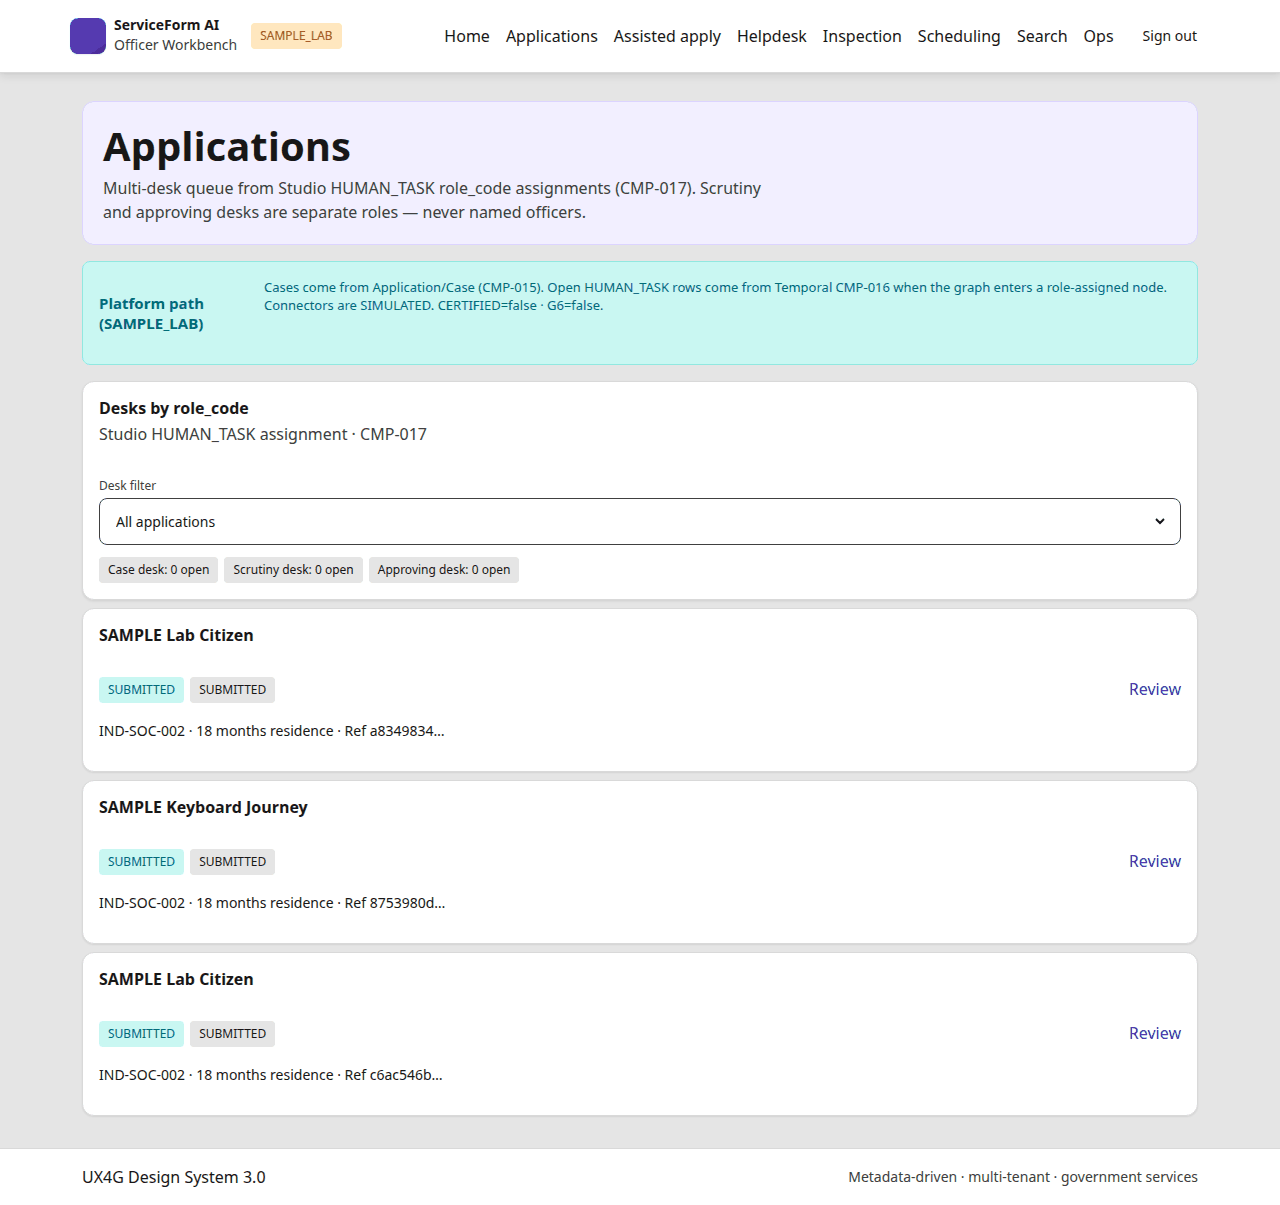 ServiceForm AI
Officer Workbench
SAMPLE_LAB
Home
Applications
Assisted apply
Helpdesk
Inspection
Scheduling
Search
Ops
Sign out
Applications
Multi-desk queue from Studio HUMAN_TASK role_code assignments (CMP-017). Scrutiny
and approving desks are separate roles — never named officers.
Platform path
(SAMPLE_LAB)
Cases come from Application/Case (CMP-015). Open HUMAN_TASK rows come from Temporal CMP-016 when the graph enters a role-assigned node.
Connectors are SIMULATED. CERTIFIED=false · G6=false.
Desks by role_code
Studio HUMAN_TASK assignment · CMP-017
Desk filter
All applications
Case desk: 0 open
Scrutiny desk: 0 open
Approving desk: 0 open
SAMPLE Lab Citizen
SUBMITTED
SUBMITTED
Review
IND-SOC-002 · 18 months residence · Ref a8349834…
SAMPLE Keyboard Journey
SUBMITTED
SUBMITTED
Review
IND-SOC-002 · 18 months residence · Ref 8753980d…
SAMPLE Lab Citizen
SUBMITTED
SUBMITTED
Review
IND-SOC-002 · 18 months residence · Ref c6ac546b…
UX4G Design System 3.0
Metadata-driven · multi-tenant · government services